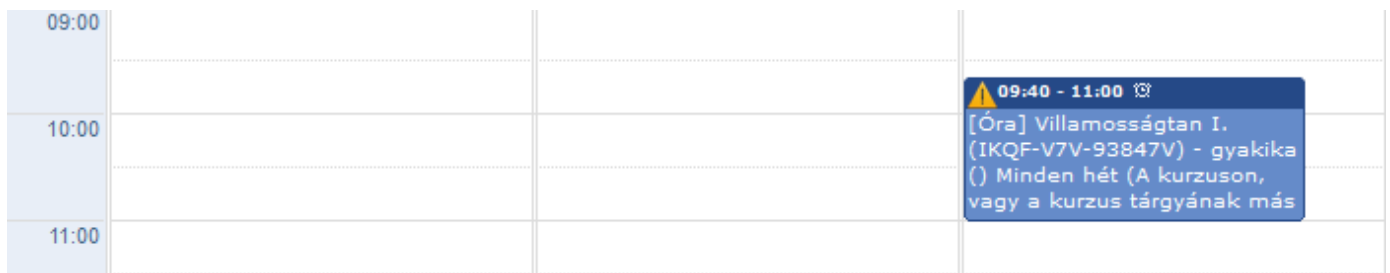 09:00
09:40 - 11:00
10:00
[Óra] Villamosságtan I.
(IKQF-V7V-93847V) - gyakika
() Minden hét (A kurzuson,
vagy a kurzus tárgyának más
11:00